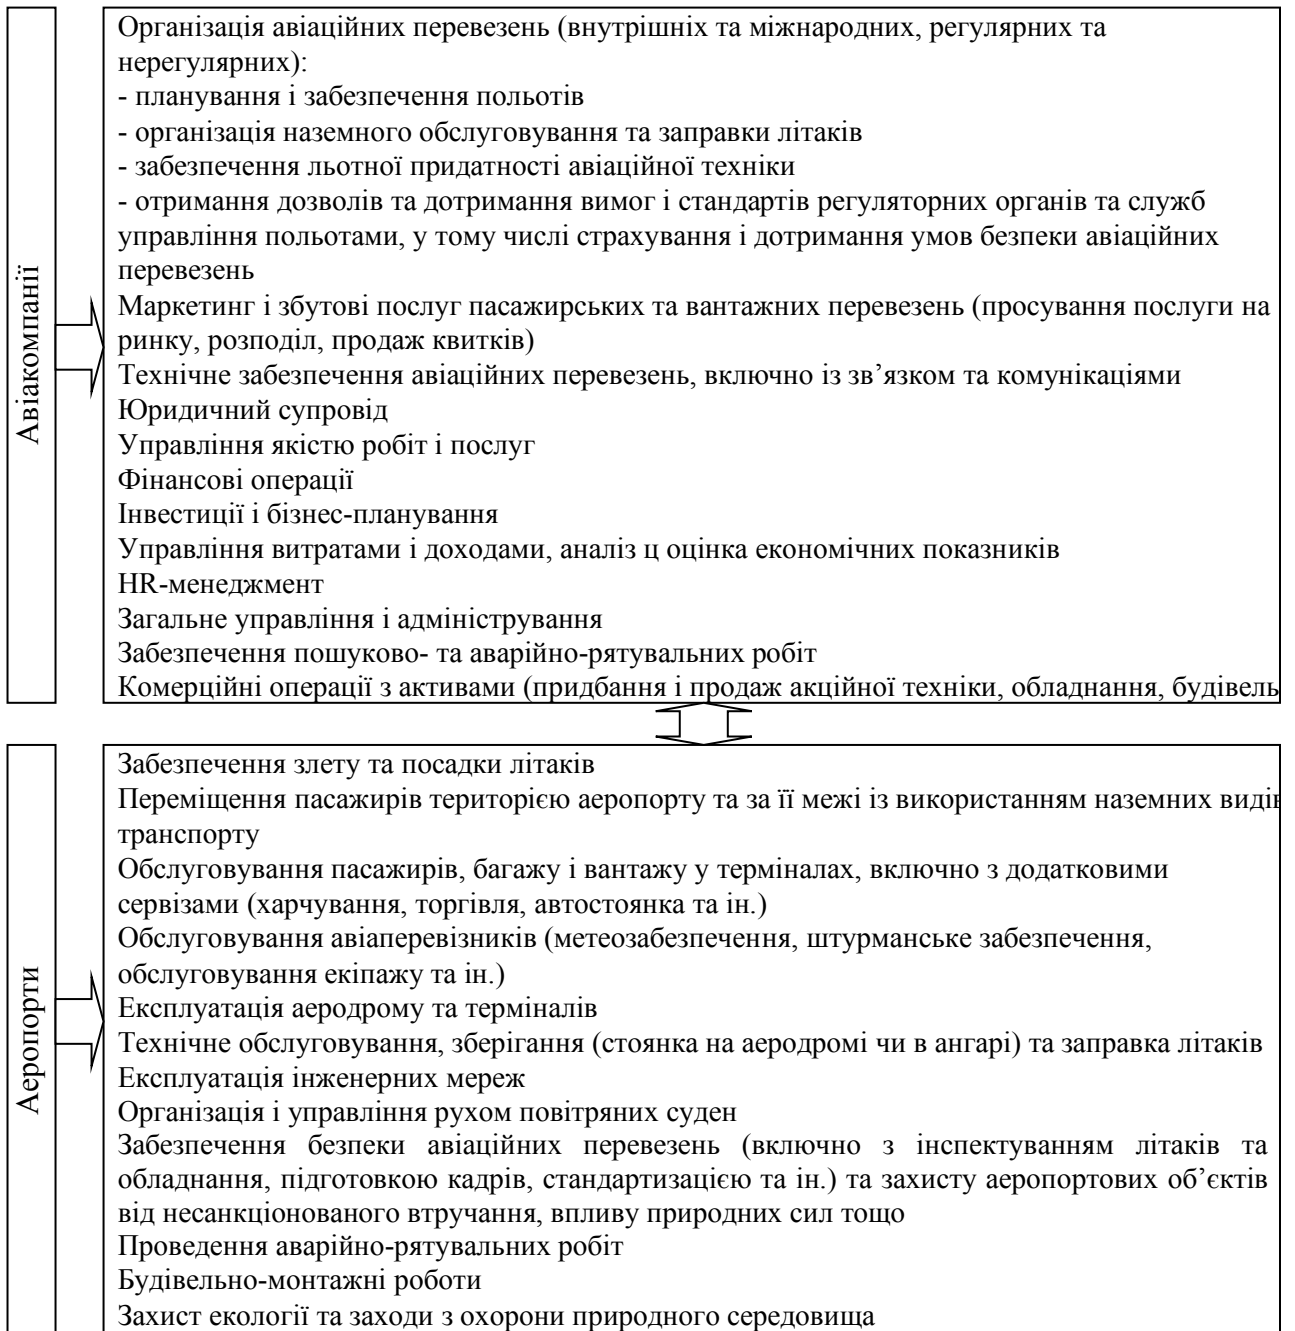 Авіакомпанії
Організація авіаційних перевезень (внутрішніх та міжнародних, регулярних та
нерегулярних):
- планування і забезпечення польотів
- організація наземного обслуговування та заправки літаків
- забезпечення льотної придатності авіаційної техніки
- отримання дозволів та дотримання вимог і стандартів регуляторних органів та служб
управління польотами, у тому числі страхування і дотримання умов безпеки авіаційних
перевезень
Маркетинг і збутові послуг пасажирських та вантажних перевезень (просування послуги на
ринку, розподіл, продаж квитків)
Технічне забезпечення авіаційних перевезень, включно із зв’язком та комунікаціями
Юридичний супровід
Управління якістю робіт і послуг
Фінансові операції
Інвестиції і бізнес-планування
Управління витратами і доходами, аналіз ц оцінка економічних показників
HR-менеджмент
Загальне управління і адміністрування
Забезпечення пошуково- та аварійно-рятувальних робіт
Комерційні операції з активами (придбання і продаж акційної техніки, обладнання, будівель
Аеропорти
Забезпечення злету та посадки літаків
Переміщення пасажирів територією аеропорту та за її межі із використанням наземних видів
транспорту
Обслуговування пасажирів, багажу і вантажу у терміналах, включно з додатковими
сервізами (харчування, торгівля, автостоянка та ін.)
Обслуговування авіаперевізників (метеозабезпечення, штурманське забезпечення,
обслуговування екіпажу та ін.)
Експлуатація аеродрому та терміналів
Технічне обслуговування, зберігання (стоянка на аеродромі чи в ангарі) та заправка літаків
Експлуатація інженерних мереж
Організація і управління рухом повітряних суден
Забезпечення безпеки авіаційних перевезень (включно з інспектуванням літаків та
обладнання, підготовкою кадрів, стандартизацією та ін.) та захисту аеропортових об’єктів
від несанкціонованого втручання, впливу природних сил тощо
Проведення аварійно-рятувальних робіт
Будівельно-монтажні роботи
Захист екології та заходи з охорони природного середовища